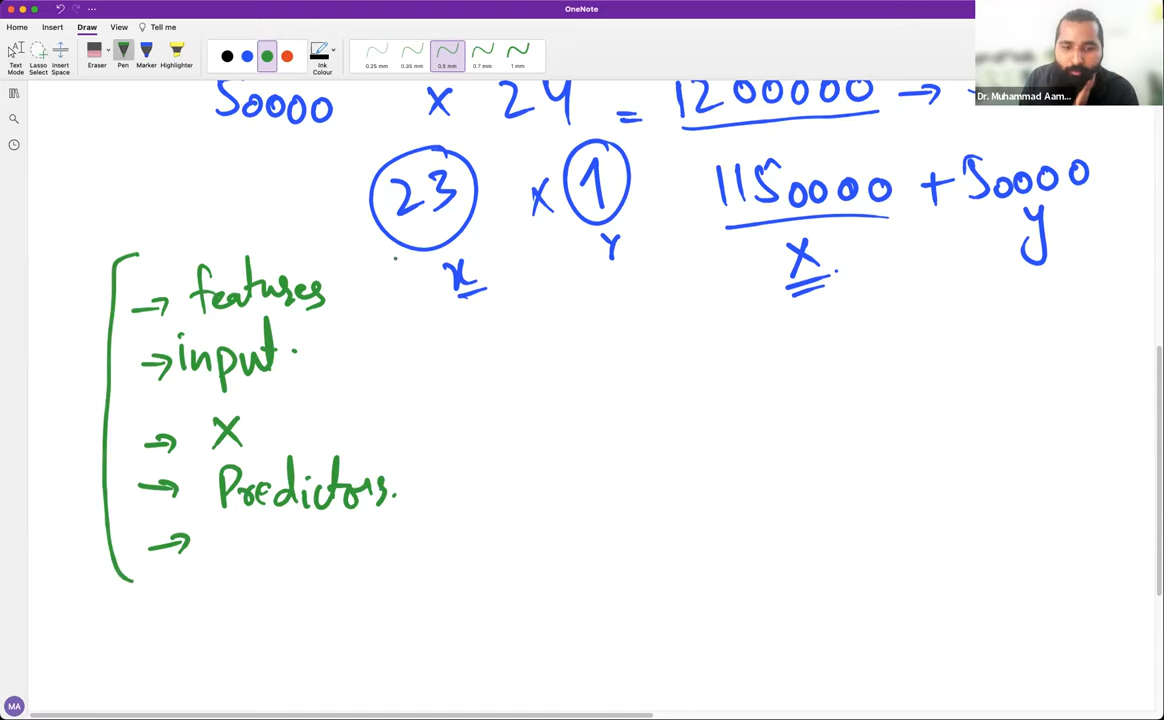 OneNote
Home Insert Draw View Tell me
Text Mode Lasso Select Insert Space Eraser Pen Marker Highlighter Ink Colour 0.25 mm 0.35 mm 0.5 mm 0.7 mm 1 mm
Dr. Muhammad Aam...
50000 x 24 = 1200000 →
23 x 1 1150000 + 50000
x Y X y
→ features
→ input.
→ X
→ Predictors.
→
MA